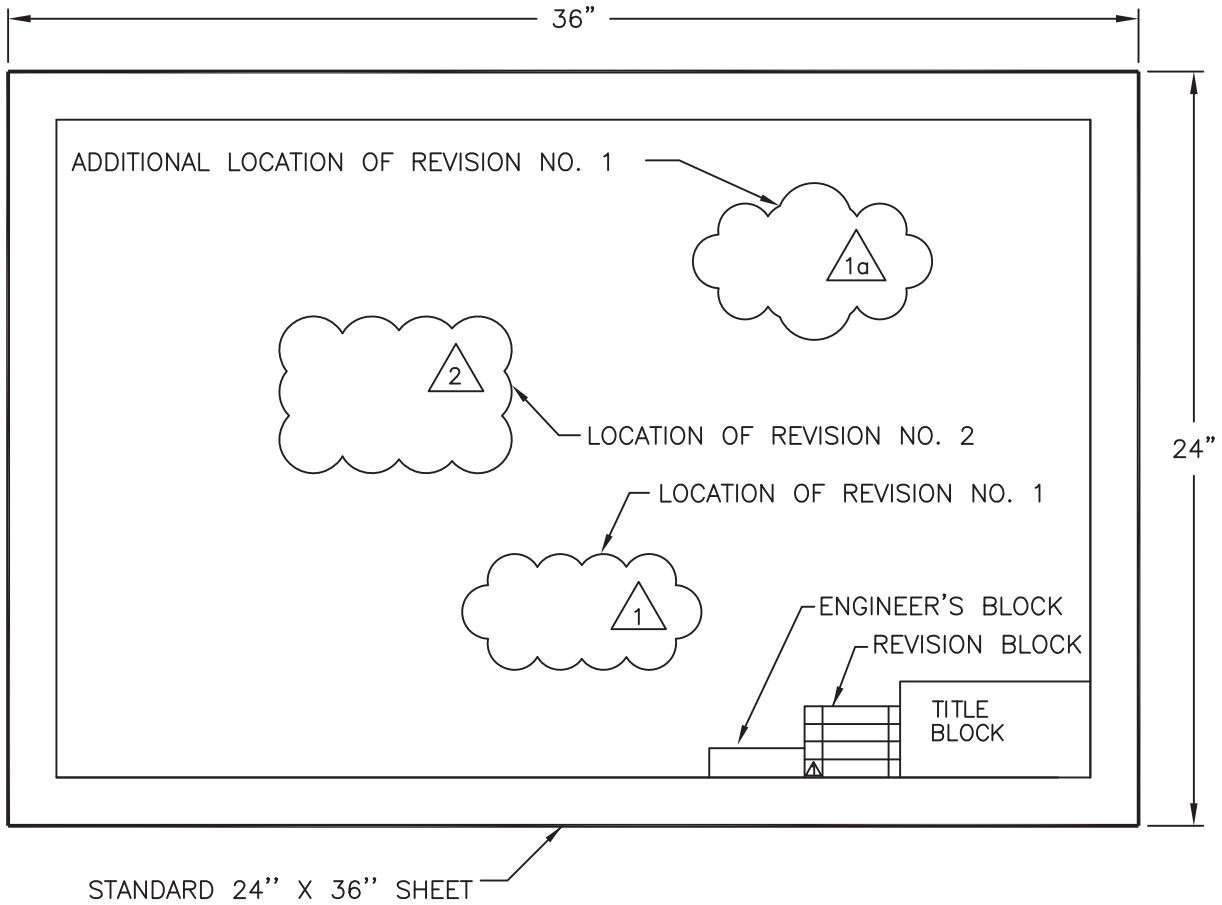 36”
ADDITIONAL LOCATION OF REVISION NO. 1
1a
2
24”
LOCATION OF REVISION NO. 2
LOCATION OF REVISION NO. 1
1
ENGINEER’S BLOCK
REVISION BLOCK
TITLE
BLOCK
1
STANDARD 24’’ X 36’’ SHEET